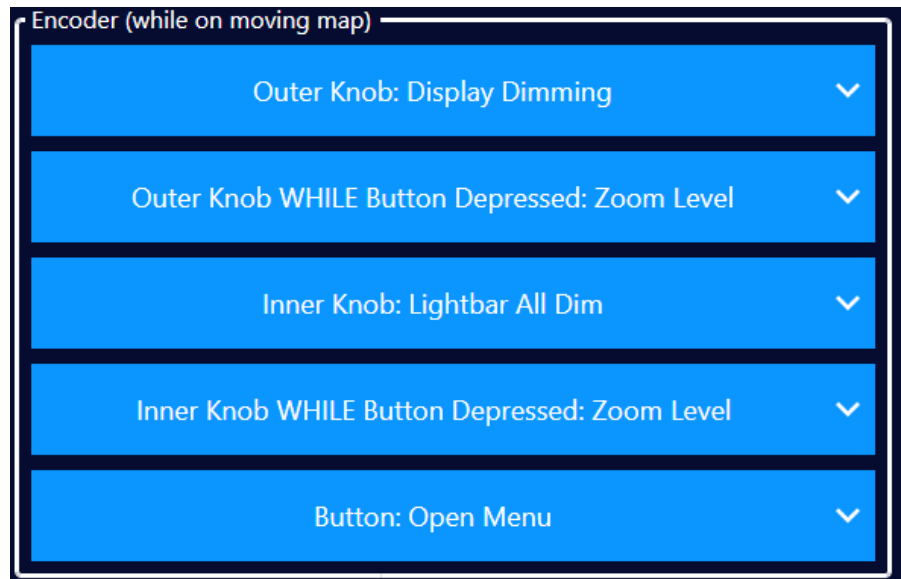 Encoder (while on moving map)
Outer Knob: Display Dimming
Outer Knob WHILE Button Depressed: Zoom Level
Inner Knob: Lightbar All Dim
Inner Knob WHILE Button Depressed: Zoom Level
Button: Open Menu